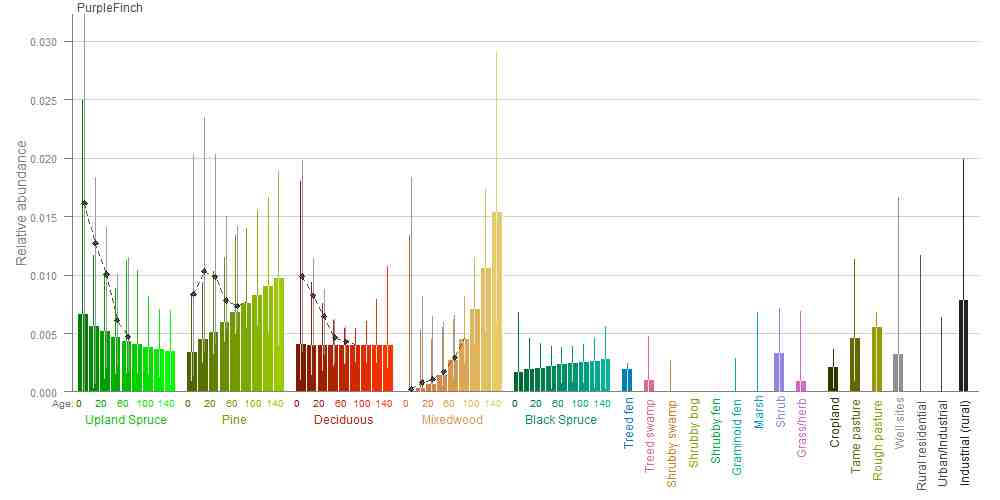 PurpleFinch
0.030
0.025
0.020
0.015
0.010
0.005
0.000
Relative abundance
Age: 0 20 60 100 140 0 20 60 100 140 0 20 60 100 140 0 20 60 100 140 0 20 60 100 140
Upland Spruce Pine Deciduous Mixedwood Black Spruce
Treed fen
Treed swamp
Shrubby swamp
Shrubby bog
Shrubby fen
Graminoid fen
Marsh
Shrub
Grass/herb
Cropland
Tame pasture
Rough pasture
Well sites
Rural residential
Urban/Industrial
Industrial (rural)